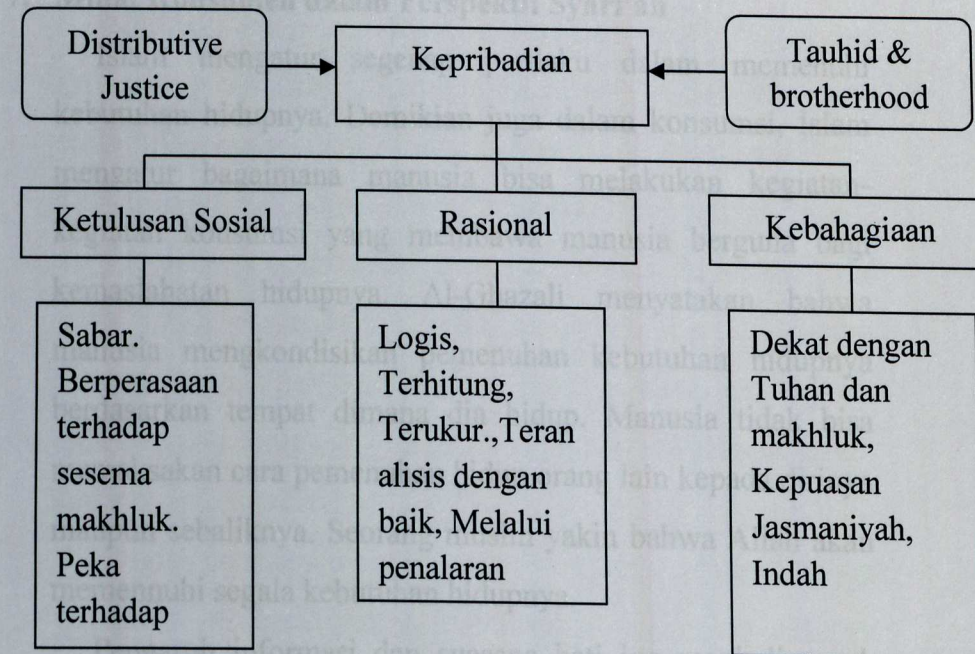 Distributive
Justice
Kepribadian
Tauhid &
brotherhood
Ketulusan Sosial
Rasional
Kebahagiaan
Sabar.
Berperasaan
terhadap
sesema
makhluk.
Peka
terhadap
Logis,
Terhitung,
Terukur.,Teran
alisis dengan
baik, Melalui
penalaran
Dekat dengan
Tuhan dan
makhluk,
Kepuasan
Jasmaniyah,
Indah